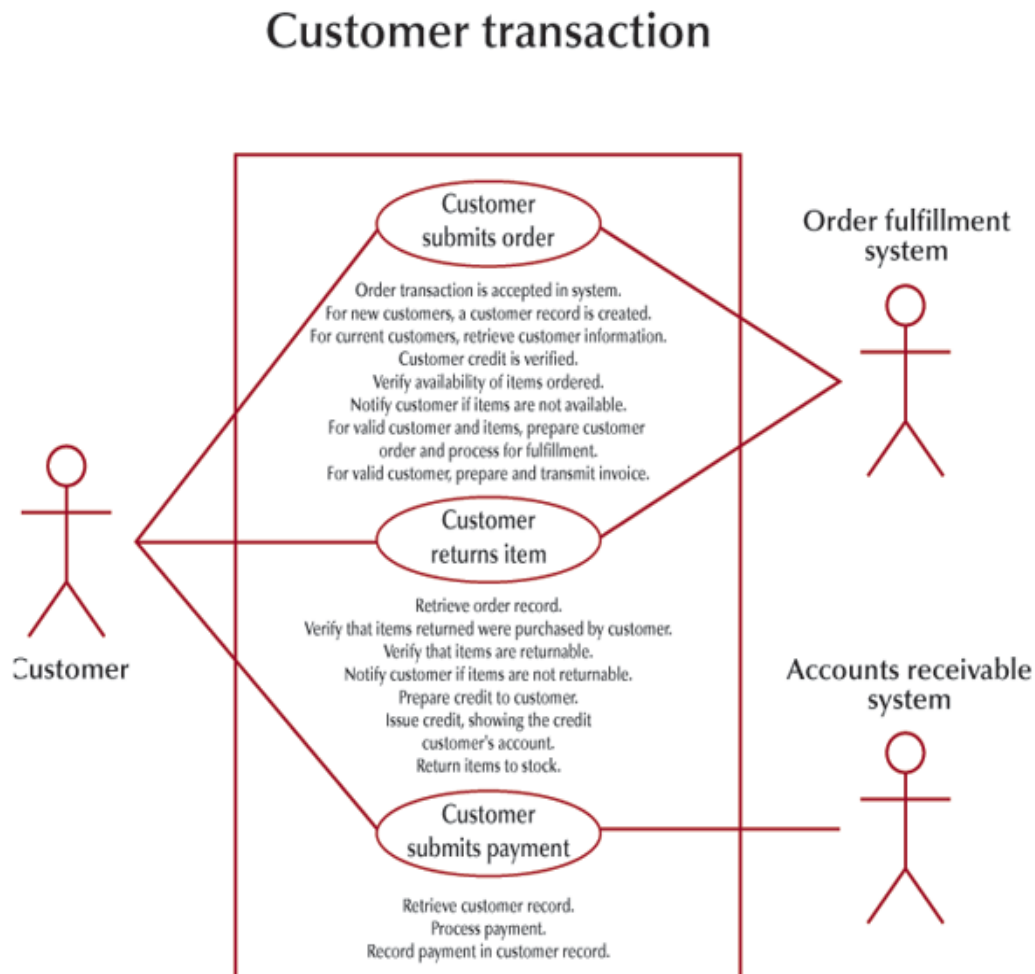 Customer transaction
Customer
submits order
Order fulfillment
system
Order transaction is accepted in system.
For new customers, a customer record is created.
For current customers, retrieve customer information.
Customer credit is verified.
Verify availability of items ordered.
Notify customer if items are not available.
For valid customer and items, prepare customer
order and process for fulfillment.
For valid customer, prepare and transmit invoice.
Customer
returns item
Customer
Retrieve order record.
Verify that items returned were purchased by customer.
Verify that items are returnable.
Notify customer if items are not returnable.
Prepare credit to customer.
Issue credit, showing the credit
customer's account.
Return items to stock.
Accounts receivable
system
Customer
submits payment
Retrieve customer record.
Process payment.
Record payment in customer record.